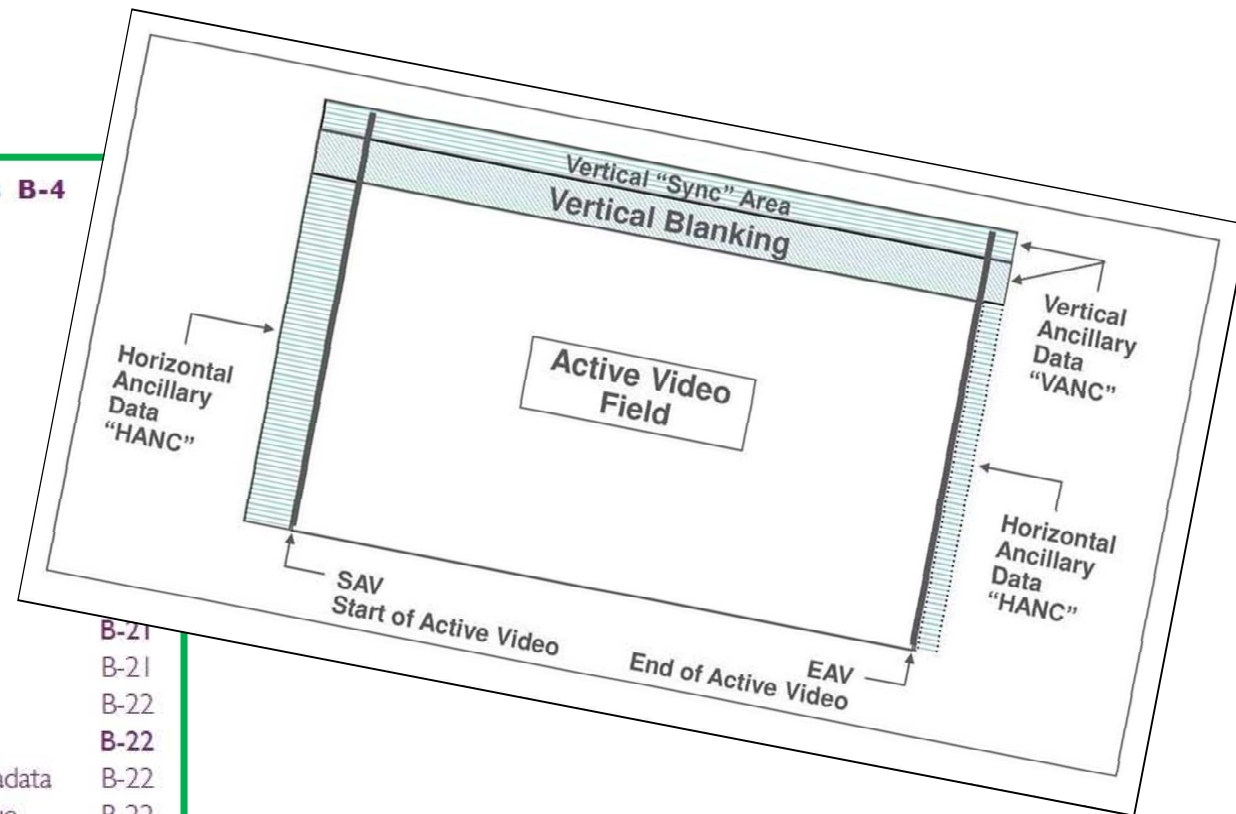 B-4
Vertical “Sync” Area
Vertical Blanking
Active Video
Field
Vertical
Ancillary
Data
“VANC”
Horizontal
Ancillary
Data
“HANC”
Horizontal
Ancillary
Data
“HANC”
SAV
Start of Active Video
EAV
End of Active Video
B-21
B-21
B-22
B-22
B-22